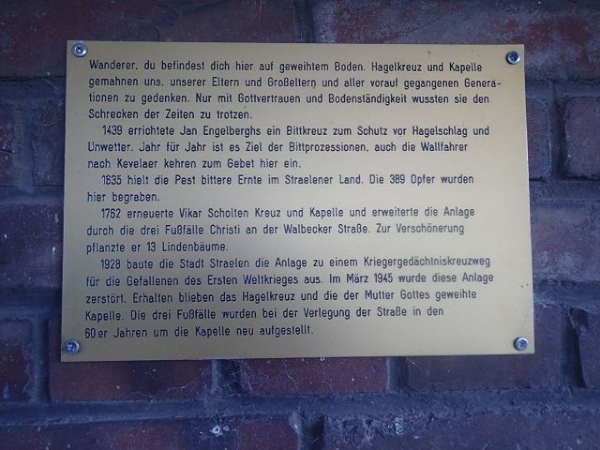 Wanderer, du befindest dich hier auf geweihtem Boden. Hagelkreuz und Kapelle
gemahnen uns, unserer Eltern und Großeltern und aller vorauf gegangenen Genera-
tionen zu gedenken. Nur mit Gottvertrauen und Bodenständigkeit wussten sie den
Schrecken der Zeiten zu trotzen.
1439 errichtete Jan Engelberghs ein Bittkreuz zum Schutz vor Hagelschlag und
Unwetter. Jahr für Jahr ist es Ziel der Bittprozessionen, auch die Wallfahrer
nach Kevelaer kehren zum Gebet hier ein.
1635 hielt die Pest bittere Ernte im Straelener Land. Die 389 Opfer wurden
hier begraben.
1762 erneuerte Vikar Scholten Kreuz und Kapelle und erweiterte die Anlage
durch die drei Fußfälle Christi an der Walbecker Straße. Zur Verschönerung
pflanzte er 13 Lindenbäume.
1928 baute die Stadt Straelen die Anlage zu einem Kriegergedächtniskreuzweg
für die Gefallenen des Ersten Weltkrieges aus. Im März 1945 wurde diese Anlage
zerstört. Erhalten blieben das Hagelkreuz und die der Mutter Gottes geweihte
Kapelle. Die drei Fußfälle wurden bei der Verlegung der Straße in den
60er Jahren um die Kapelle neu aufgestellt.